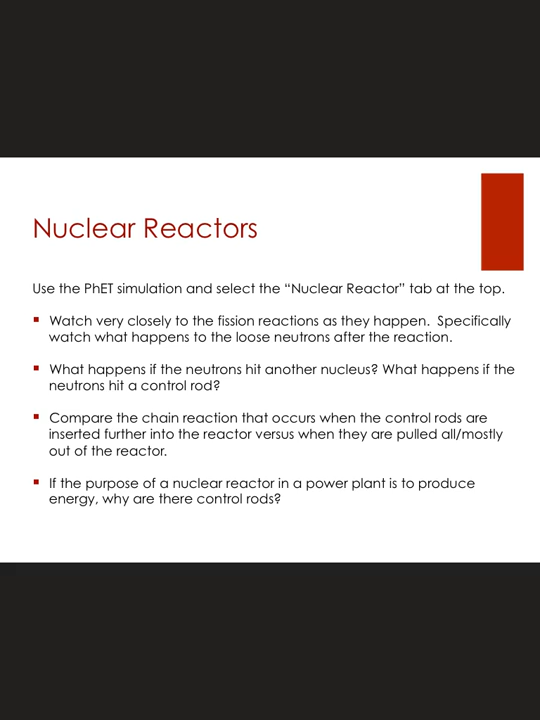 Nuclear Reactors
Use the PhET simulation and select the “Nuclear Reactor” tab at the top.
▪ Watch very closely to the fission reactions as they happen.  Specifically
watch what happens to the loose neutrons after the reaction.
▪ What happens if the neutrons hit another nucleus? What happens if the
neutrons hit a control rod?
▪ Compare the chain reaction that occurs when the control rods are
inserted further into the reactor versus when they are pulled all/mostly
out of the reactor.
▪ If the purpose of a nuclear reactor in a power plant is to produce
energy, why are there control rods?